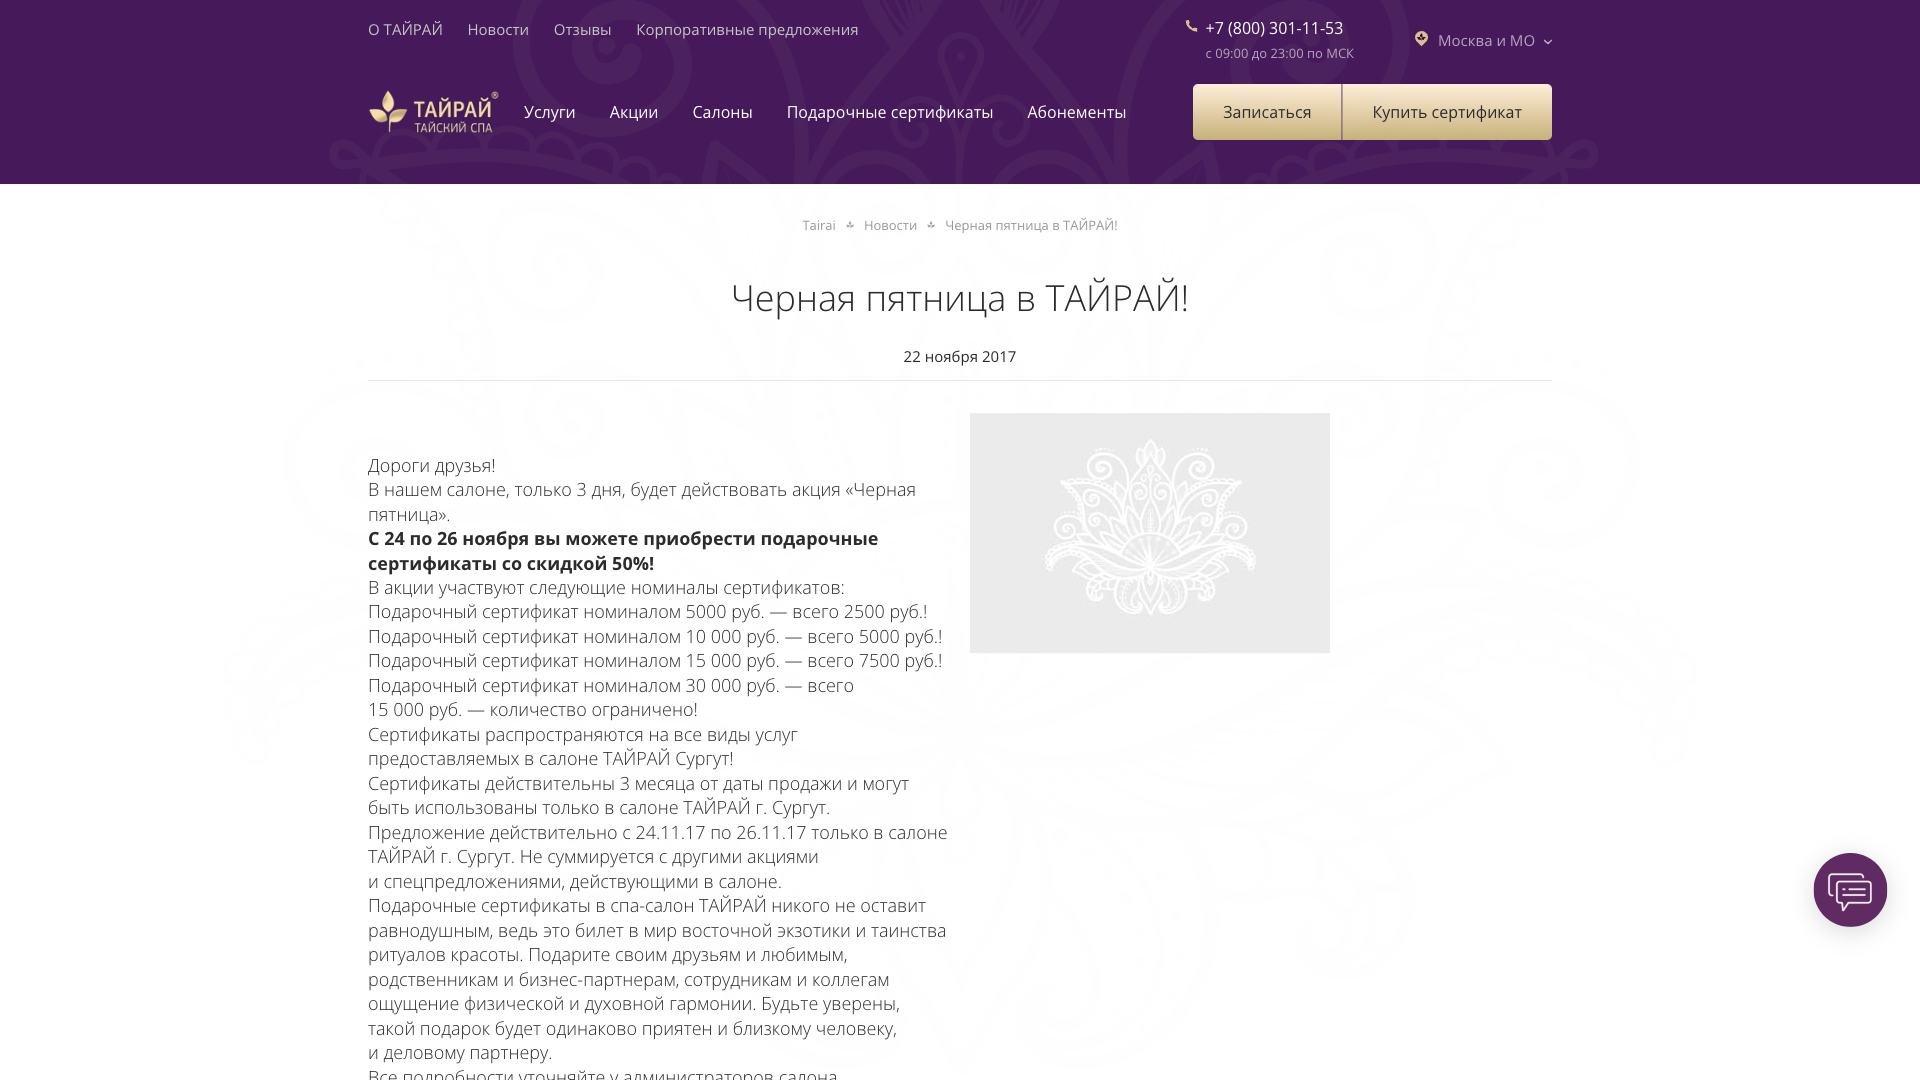 О ТАЙРАЙ Новости Отзывы Корпоративные предложения
+7 (800) 301-11-53
с 09:00 до 23:00 по МСК
Москва и МО
ТАЙРАЙ®
ТАЙСКИЙ СПА
Услуги Акции Салоны Подарочные сертификаты Абонементы
Записаться Купить сертификат
Tairai Новости Черная пятница в ТАЙРАЙ!
Черная пятница в ТАЙРАЙ!
22 ноября 2017
Дороги друзья!
В нашем салоне, только 3 дня, будет действовать акция «Черная
пятница».
С 24 по 26 ноября вы можете приобрести подарочные
сертификаты со скидкой 50%!
В акции участвуют следующие номиналы сертификатов:
Подарочный сертификат номиналом 5000 руб. — всего 2500 руб.!
Подарочный сертификат номиналом 10 000 руб. — всего 5000 руб.!
Подарочный сертификат номиналом 15 000 руб. — всего 7500 руб.!
Подарочный сертификат номиналом 30 000 руб. — всего
15 000 руб. — количество ограничено!
Сертификаты распространяются на все виды услуг
предоставляемых в салоне ТАЙРАЙ Сургут!
Сертификаты действительны 3 месяца от даты продажи и могут
быть использованы только в салоне ТАЙРАЙ г. Сургут.
Предложение действительно с 24.11.17 по 26.11.17 только в салоне
ТАЙРАЙ г. Сургут. Не суммируется с другими акциями
и спецпредложениями, действующими в салоне.
Подарочные сертификаты в спа-салон ТАЙРАЙ никого не оставит
равнодушным, ведь это билет в мир восточной экзотики и таинства
ритуалов красоты. Подарите своим друзьям и любимым,
родственникам и бизнес-партнерам, сотрудникам и коллегам
ощущение физической и духовной гармонии. Будьте уверены,
такой подарок будет одинаково приятен и близкому человеку,
и деловому партнеру.
Все подробности уточняйте у администраторов салона